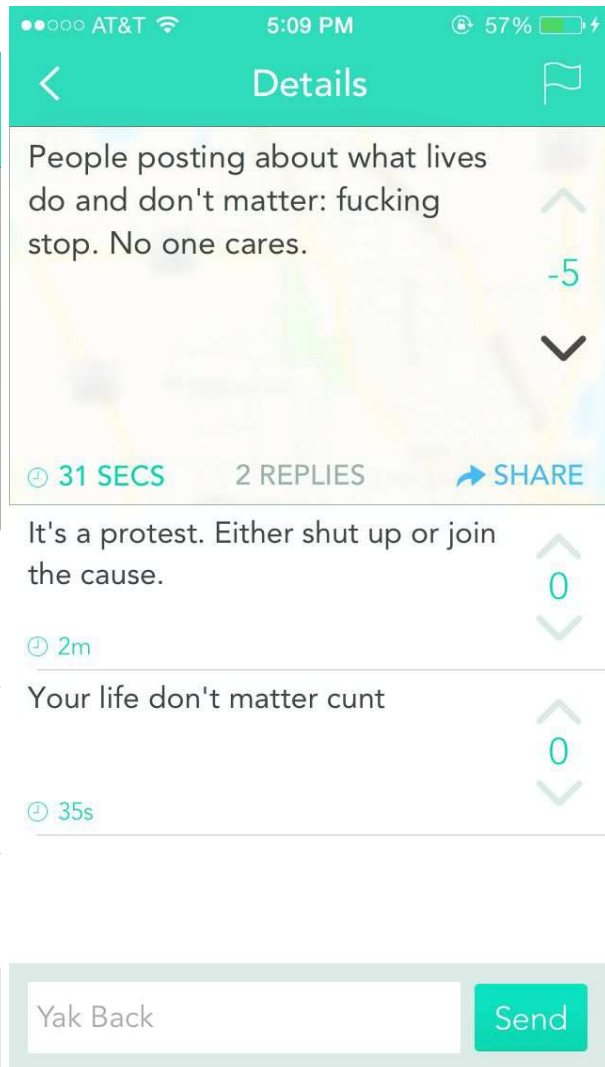 AT&T 5:09 PM 57%
Details
People posting about what lives
do and don't matter: fucking
stop. No one cares.
-5
31 SECS 2 REPLIES SHARE
It's a protest. Either shut up or join
the cause.
0
2m
Your life don't matter cunt
0
35s
Yak Back Send